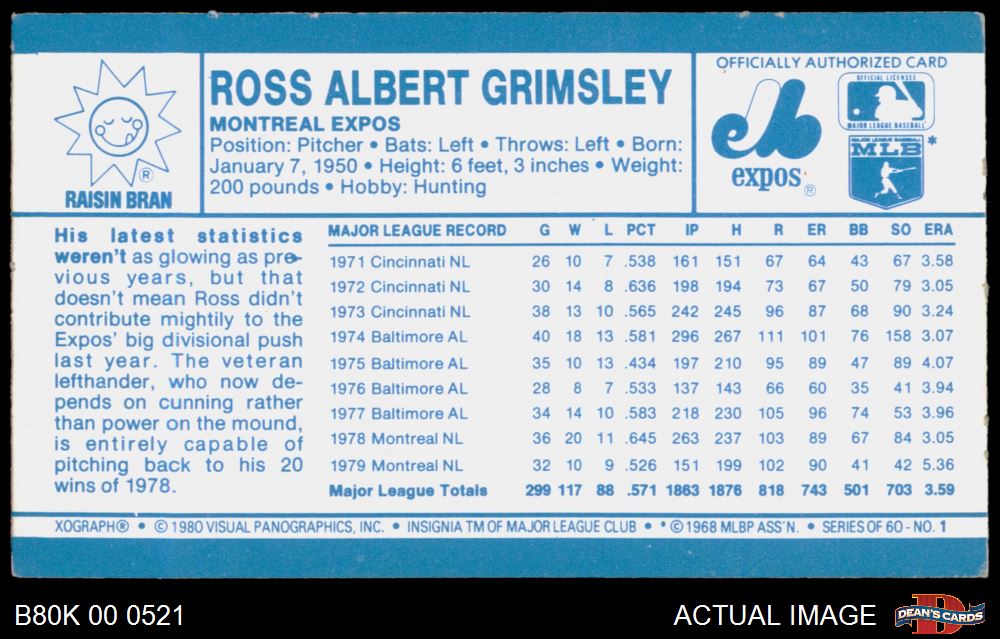 RAISIN BRAN ®
ROSS ALBERT GRIMSLEY
MONTREAL EXPOS
Position: Pitcher • Bats: Left • Throws: Left • Born:
January 7, 1950 • Height: 6 feet, 3 inches • Weight:
200 pounds • Hobby: Hunting
OFFICIALLY AUTHORIZED CARD
expos ®
OFFICIAL LICENSEE
MAJOR LEAGUE BASEBALL
MAJOR LEAGUE BASEBALL
MLB *
His latest statistics
weren't as glowing as pre-
vious years, but that
doesn't mean Ross didn't
contribute mightily to the
Expos' big divisional push
last year. The veteran
lefthander, who now de-
pends on cunning rather
than power on the mound,
is entirely capable of
pitching back to his 20
wins of 1978.
MAJOR LEAGUE RECORD G W L PCT IP H R ER BB SO ERA
1971 Cincinnati NL 26 10 7 .538 161 151 67 64 43 67 3.58
1972 Cincinnati NL 30 14 8 .636 198 194 73 67 50 79 3.05
1973 Cincinnati NL 38 13 10 .565 242 245 96 87 68 90 3.24
1974 Baltimore AL 40 18 13 .581 296 267 111 101 76 158 3.07
1975 Baltimore AL 35 10 13 .434 197 210 95 89 47 89 4.07
1976 Baltimore AL 28 8 7 .533 137 143 66 60 35 41 3.94
1977 Baltimore AL 34 14 10 .583 218 230 105 96 74 53 3.96
1978 Montreal NL 36 20 11 .645 263 237 103 89 67 84 3.05
1979 Montreal NL 32 10 9 .526 151 199 102 90 41 42 5.36
Major League Totals 299 117 88 .571 1863 1876 818 743 501 703 3.59
XOGRAPH® • © 1980 VISUAL PANOGRAPHICS, INC. • INSIGNIA TM OF MAJOR LEAGUE CLUB • * © 1968 MLBP ASS'N. • SERIES OF 60 - NO. 1
B80K 00 0521
ACTUAL IMAGE
DEAN'S CARDS